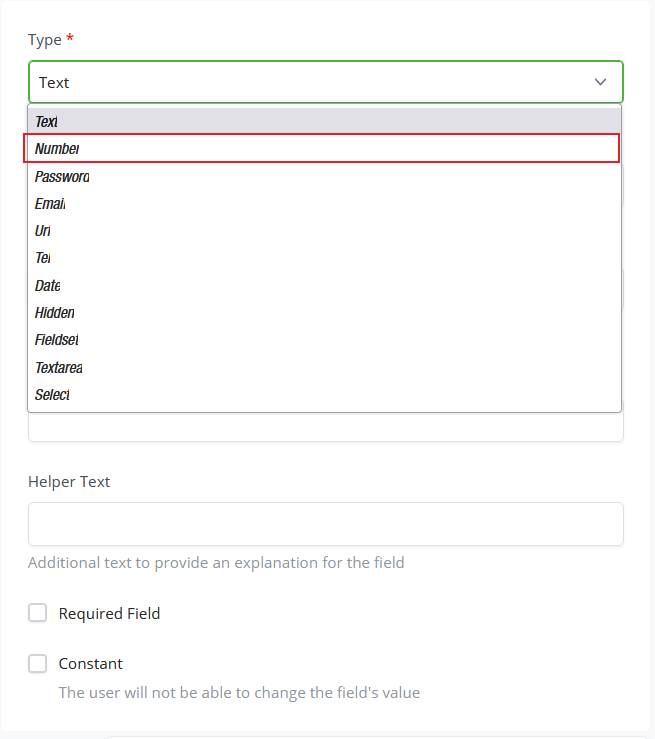 Type *
Text
Text
Number
Password
Email
Url
Tel
Date
Hidden
Fieldset
Textarea
Select
Helper Text
Additional text to provide an explanation for the field
Required Field
Constant
The user will not be able to change the field's value